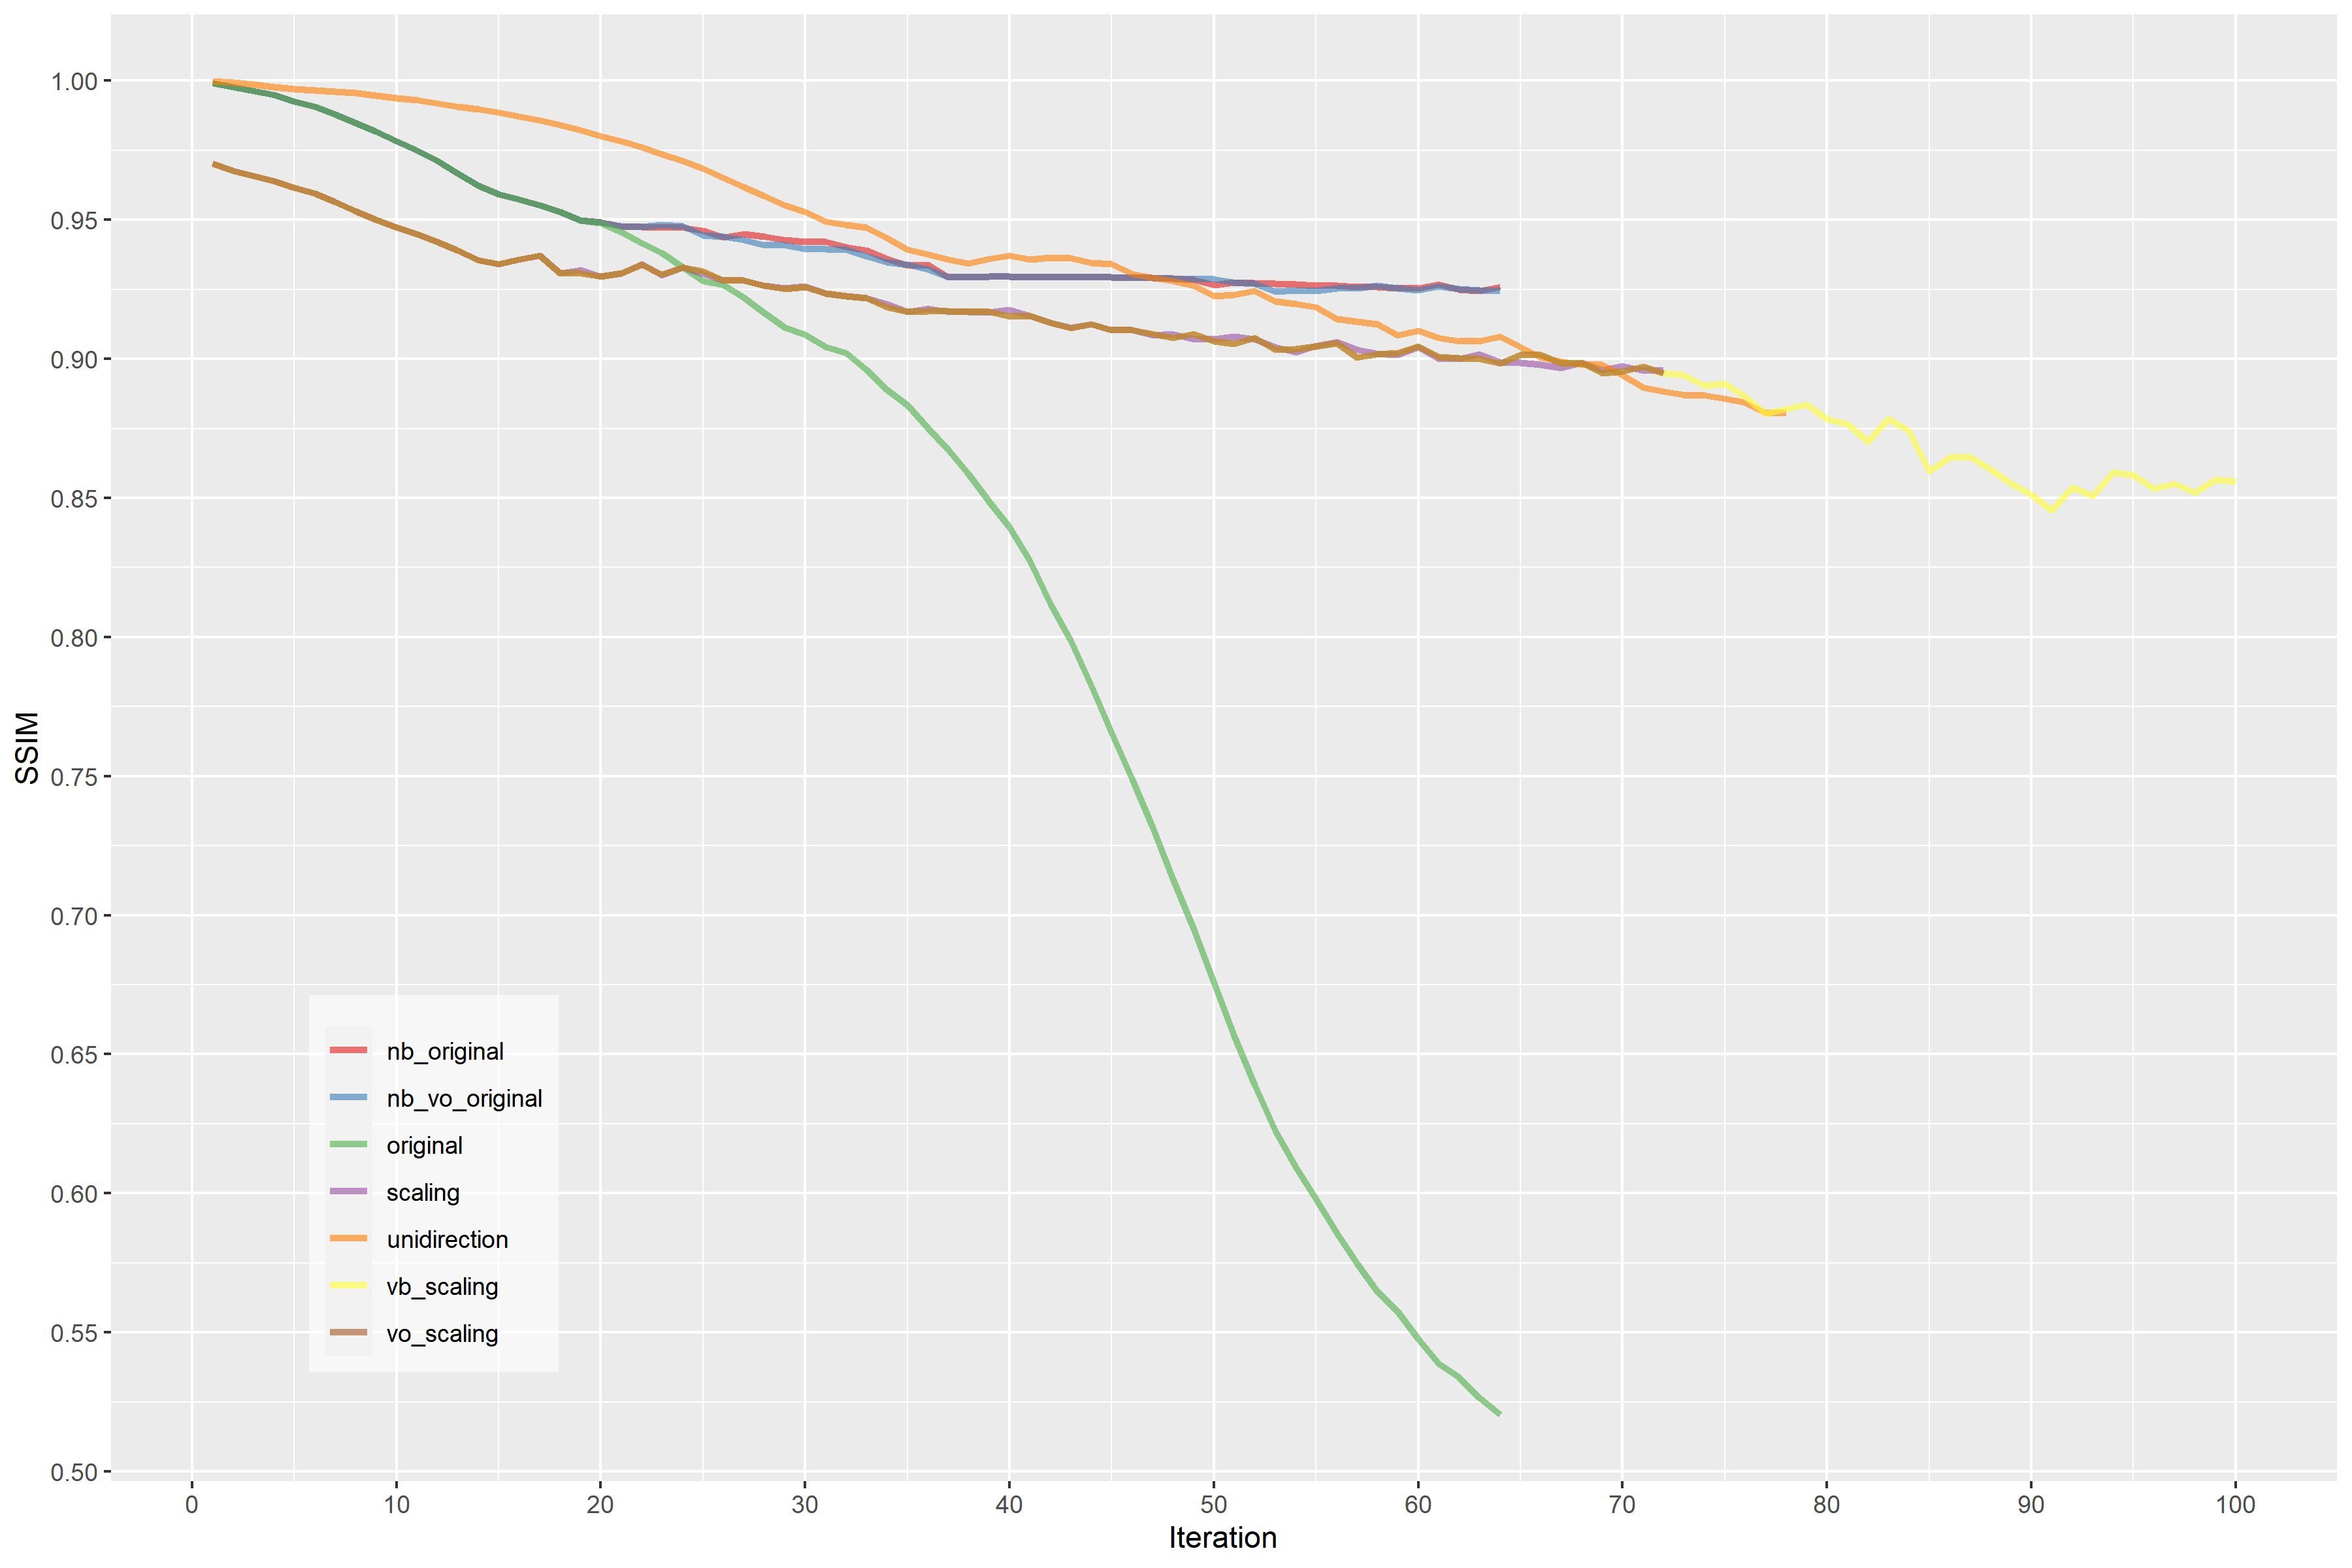 1.00
0.95
0.90
0.85
0.80
0.75
0.70
0.65
0.60
0.55
0.50
SSIM
nb_original
nb_vo_original
original
scaling
unidirection
vb_scaling
vo_scaling
0 10 20 30 40 50 60 70 80 90 100
Iteration